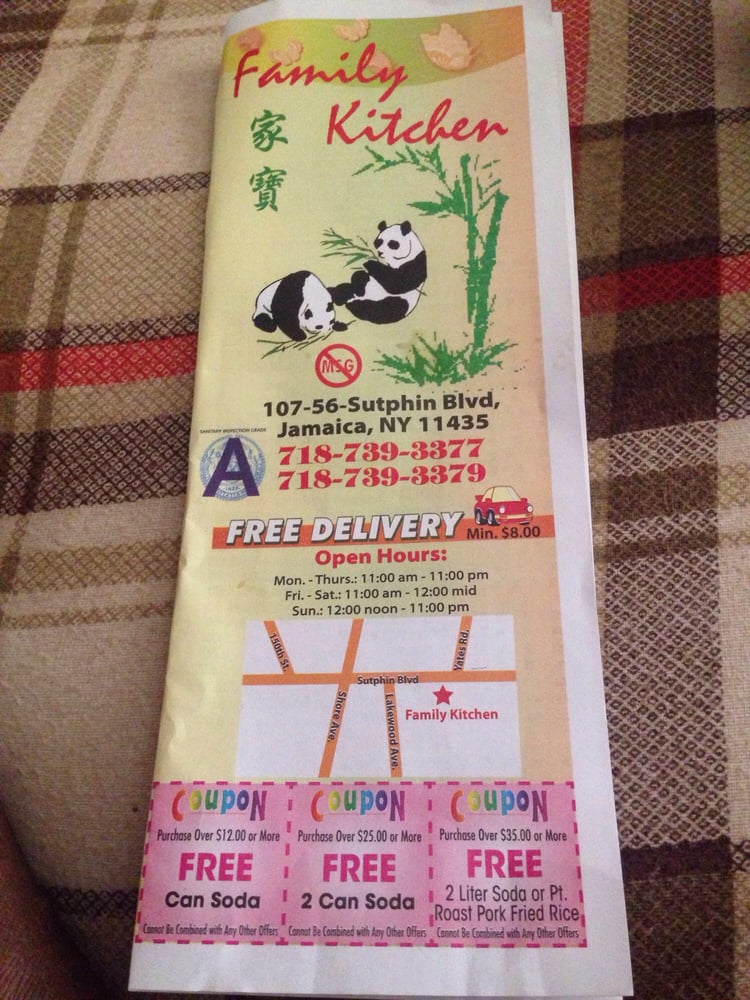 Family
Kitchen
家
寶
MSG
107-56-Sutphin Blvd,
Jamaica, NY 11435
SANITARY INSPECTION GRADE
A
718-739-3377
718-739-3379
FREE DELIVERY
Min. $8.00
Open Hours:
Mon. - Thurs.: 11:00 am - 11:00 pm
Fri. - Sat.: 11:00 am - 12:00 mid
Sun.: 12:00 noon - 11:00 pm
150th St.
Yates Rd.
Sutphin Blvd
Shore Ave.
Lakewood Ave.
Family Kitchen
COUPON
Purchase Over $12.00 or More
FREE
Can Soda
Cannot Be Combined with Any Other Offers
COUPON
Purchase Over $25.00 or More
FREE
2 Can Soda
Cannot Be Combined with Any Other Offers
COUPON
Purchase Over $35.00 or More
FREE
2 Liter Soda or Pt.
Roast Pork Fried Rice
Cannot Be Combined with Any Other Offers